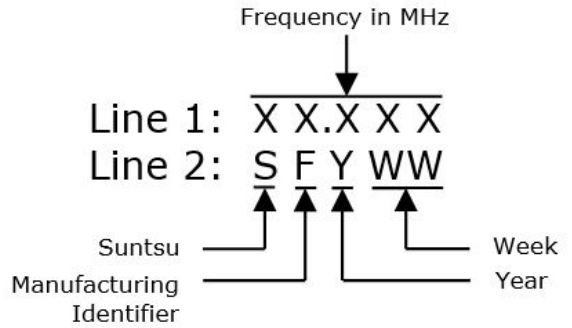 Frequency in MHz
Line 1: X X.X X X
Line 2: S F Y WW
Suntsu
Week
Manufacturing
Identifier
Year